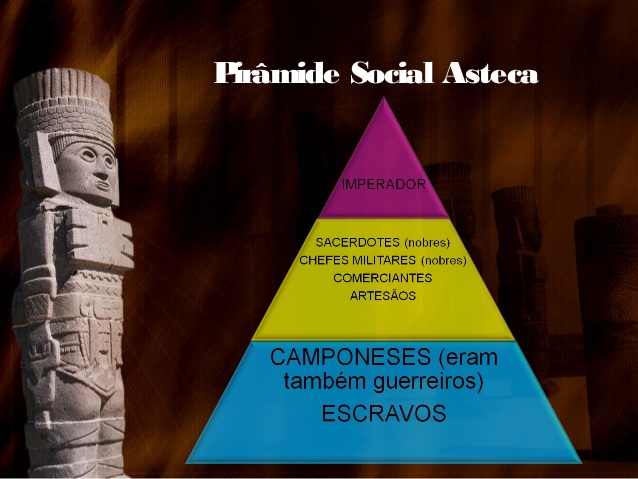 Pirâmide Social Asteca
IMPERADOR
SACERDOTES (nobres)
CHEFES MILITARES (nobres)
COMERCIANTES
ARTESÃOS
CAMPONESES (eram
também guerreiros)
ESCRAVOS